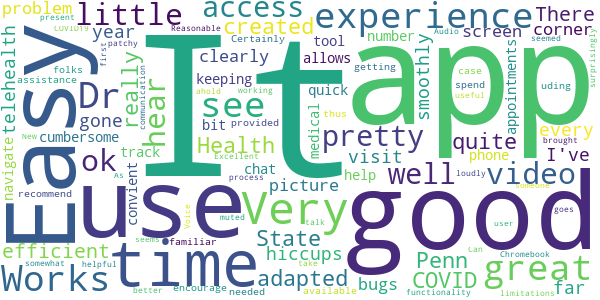 problem
little
access
experience
There
present
COVID19
patchy
Reasonable
year
created
Certainly
screen
corner
Audio
folks
telehealth
assistance
Easy
Dr
really
hear
It
clearly
tool
number
app
smoothly
first
communication
keeping
allows
getting
case
seemed
uding
surprisingly
see
quick
spend
useful
appointments
cumbersome
gone
bit
provided
ahold
working
thus
medical
pretty
quite
every
New
ok
track
Health
Excellent
chat
visit
phone
I've
brought
navigate
As
convient
process
picture
help
well
video
loudly
someone
recommend
use
Very
good
muted
talk
user
goes
efficient
time
seems
familiar
Voice
State
hiccups
Penn
great
Can
Chromebook
somewhat
works
helpful
adapted
bugs
COVID
far
better
encourage
needed
take
available
functionality
limitations